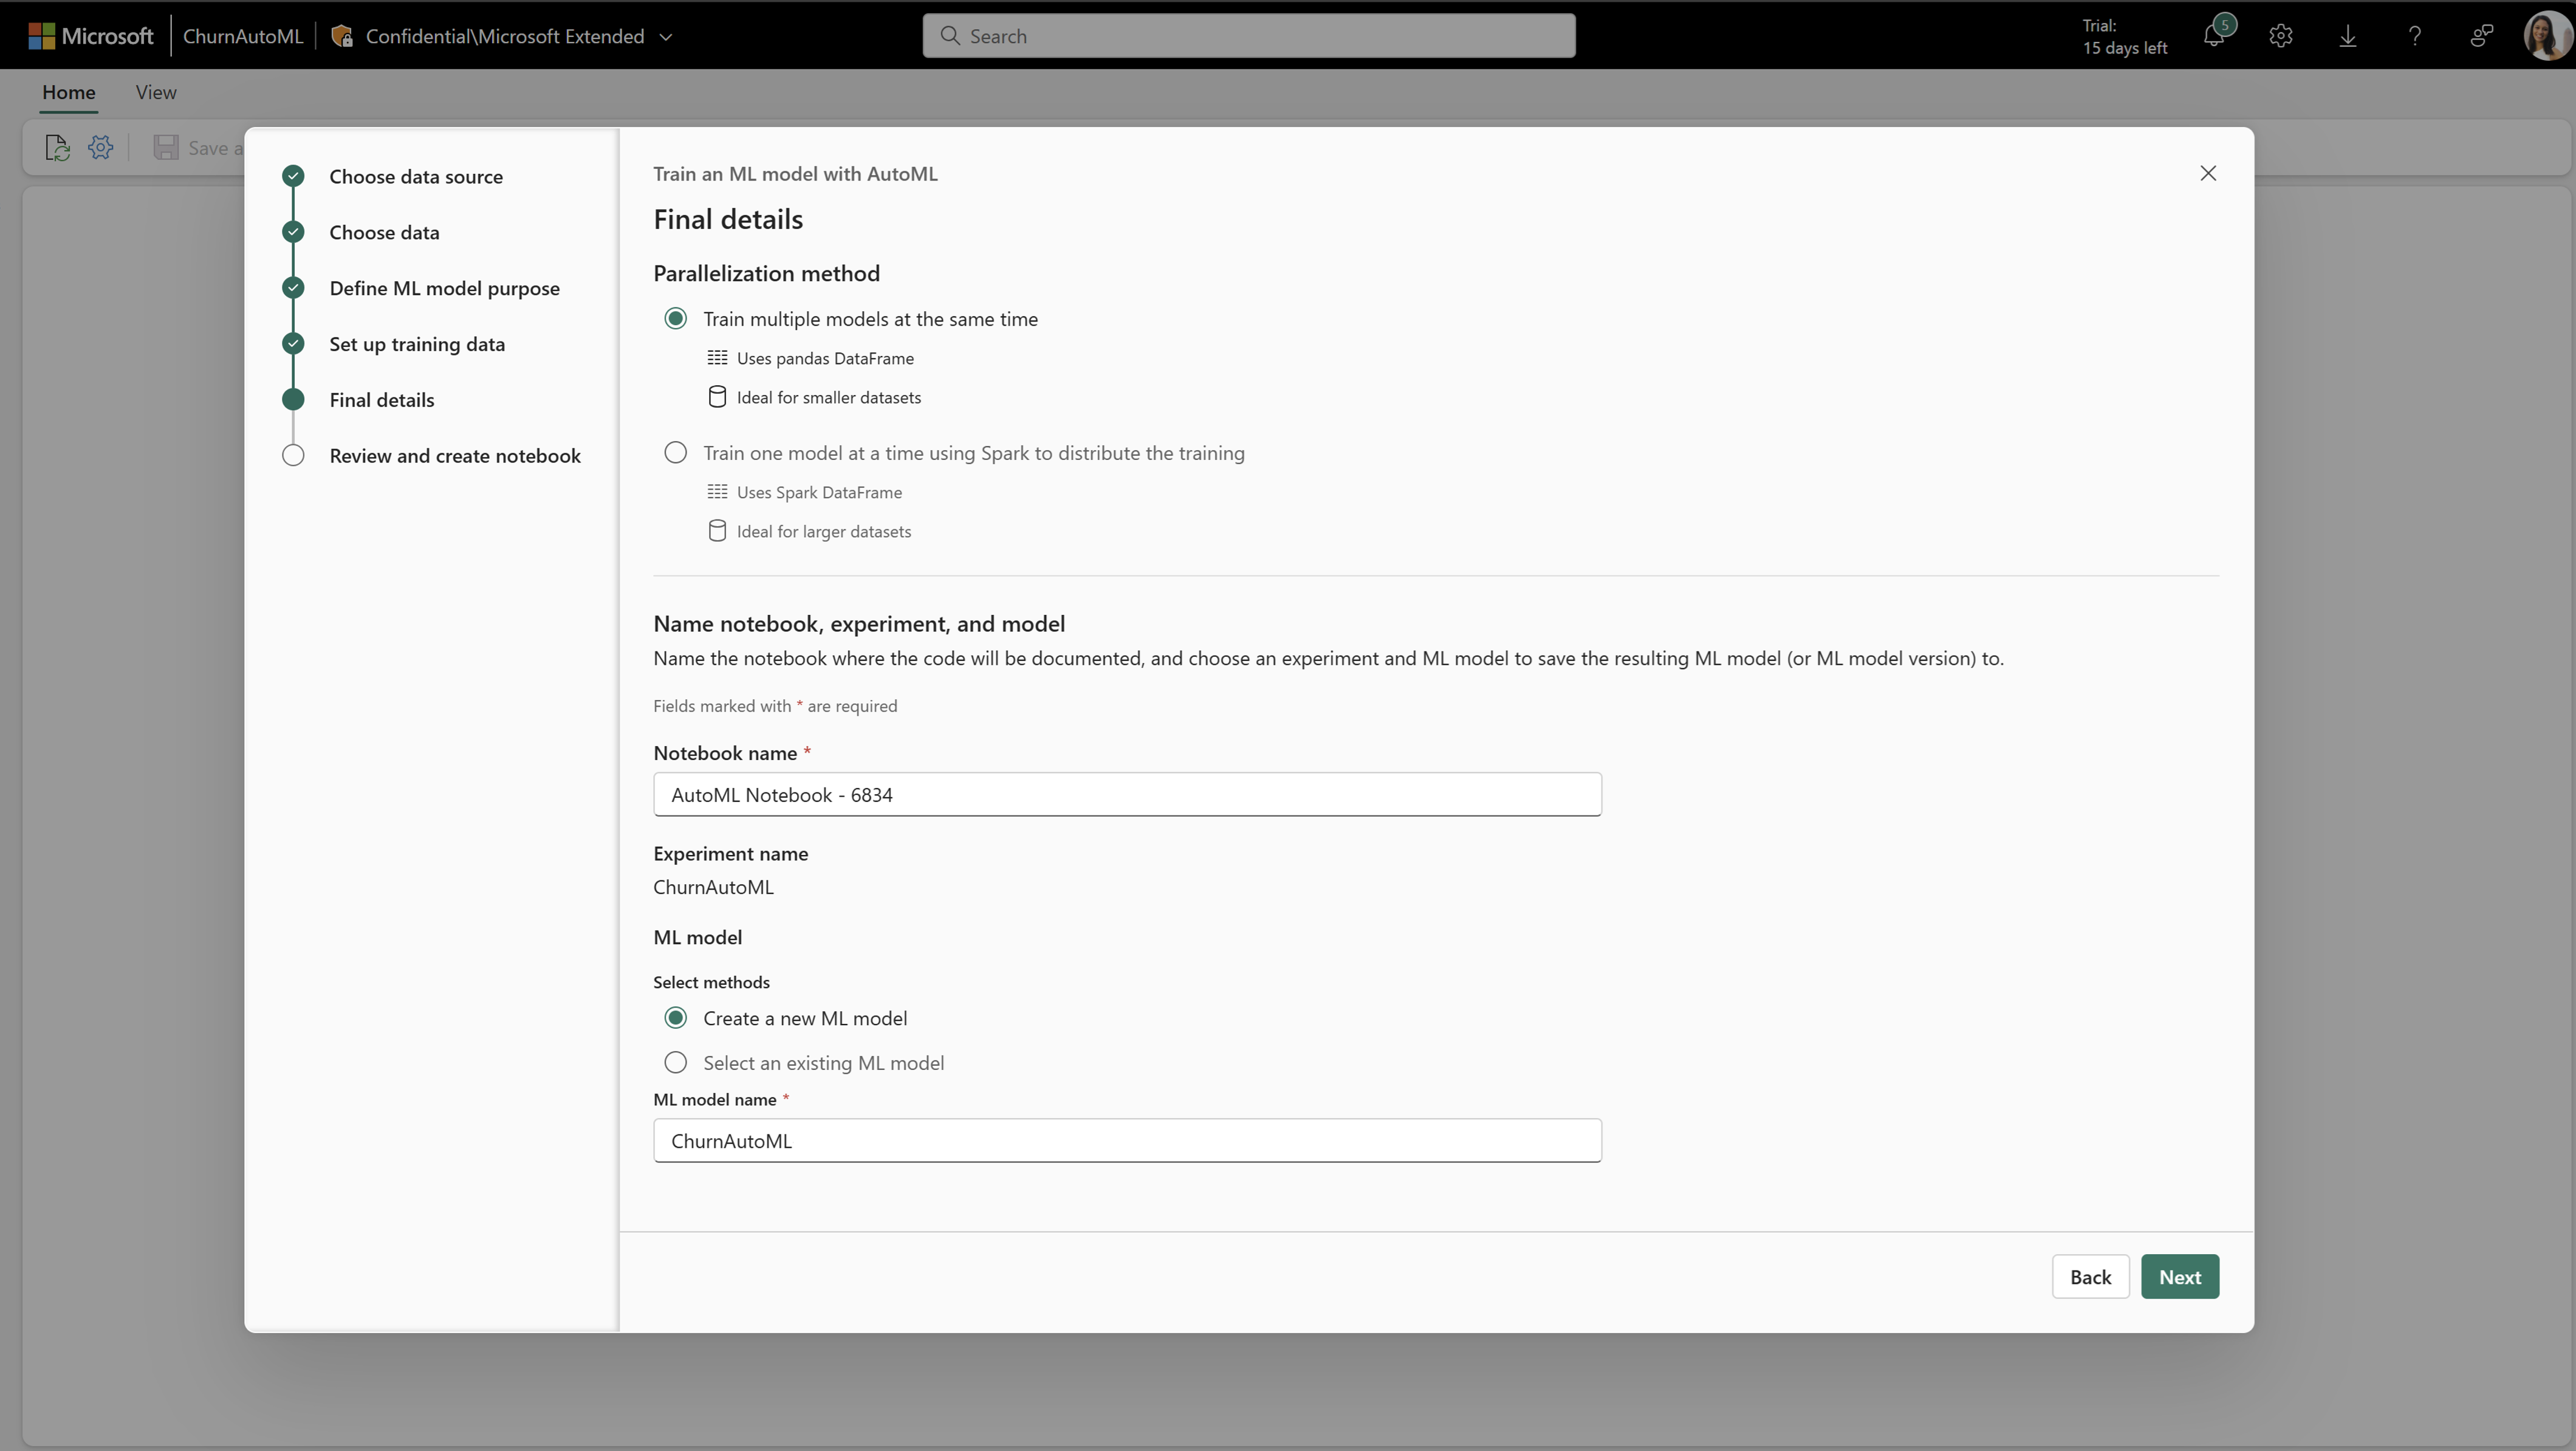 Microsoft
ChurnAutoML
Confidential\Microsoft Extended
Search
Trial:
15 days left
5
Home
View
Save a
Choose data source
Choose data
Define ML model purpose
Set up training data
Final details
Review and create notebook
Train an ML model with AutoML
Final details
Parallelization method
Train multiple models at the same time
Uses pandas DataFrame
Ideal for smaller datasets
Train one model at a time using Spark to distribute the training
Uses Spark DataFrame
Ideal for larger datasets
Name notebook, experiment, and model
Name the notebook where the code will be documented, and choose an experiment and ML model to save the resulting ML model (or ML model version) to.
Fields marked with * are required
Notebook name *
AutoML Notebook - 6834
Experiment name
ChurnAutoML
ML model
Select methods
Create a new ML model
Select an existing ML model
ML model name *
ChurnAutoML
Back
Next